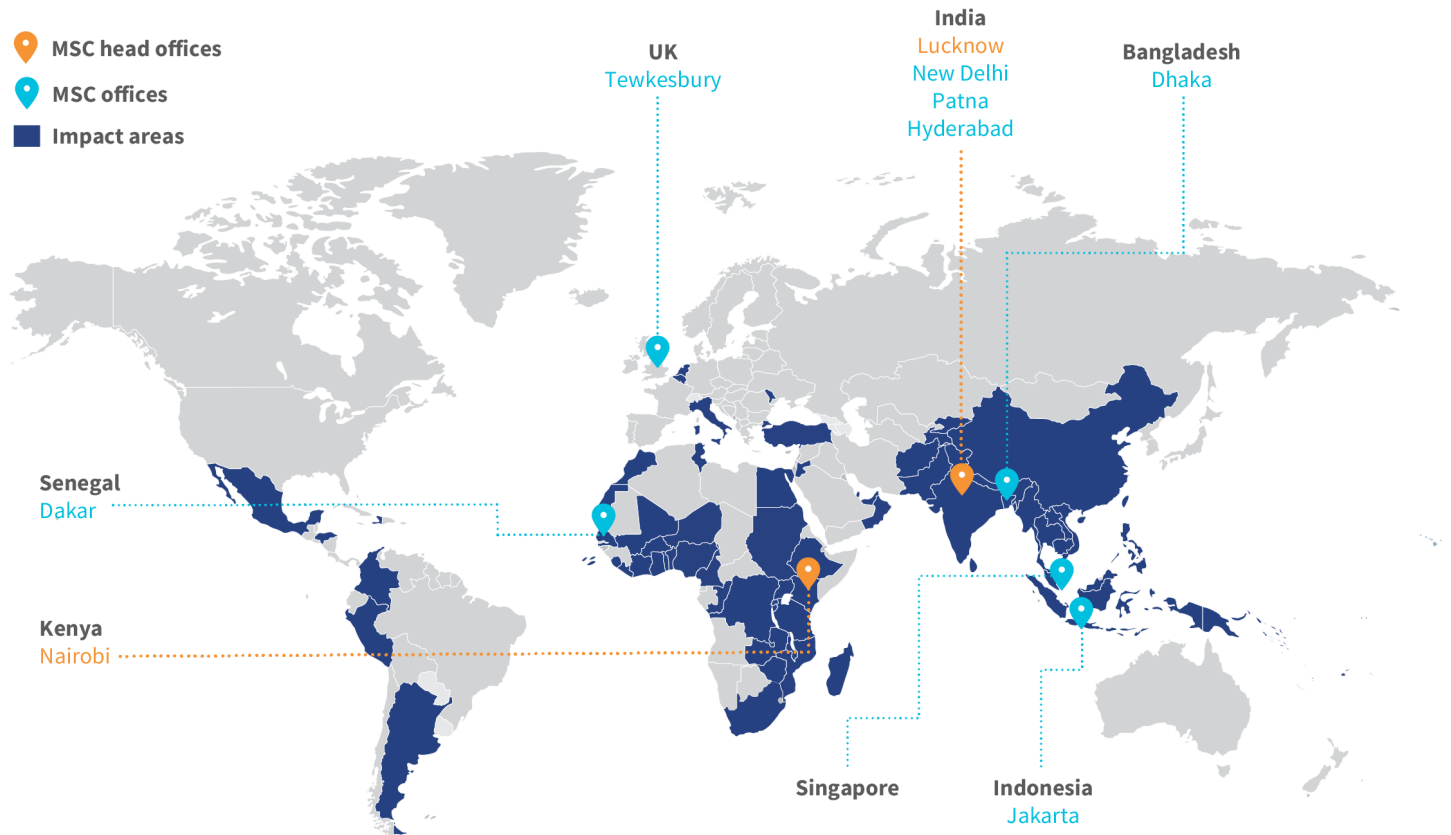 MSC head offices
MSC offices
Impact areas
UK
Tewkesbury
India
Lucknow
New Delhi
Patna
Hyderabad
Bangladesh
Dhaka
Senegal
Dakar
Kenya
Nairobi
Singapore
Indonesia
Jakarta